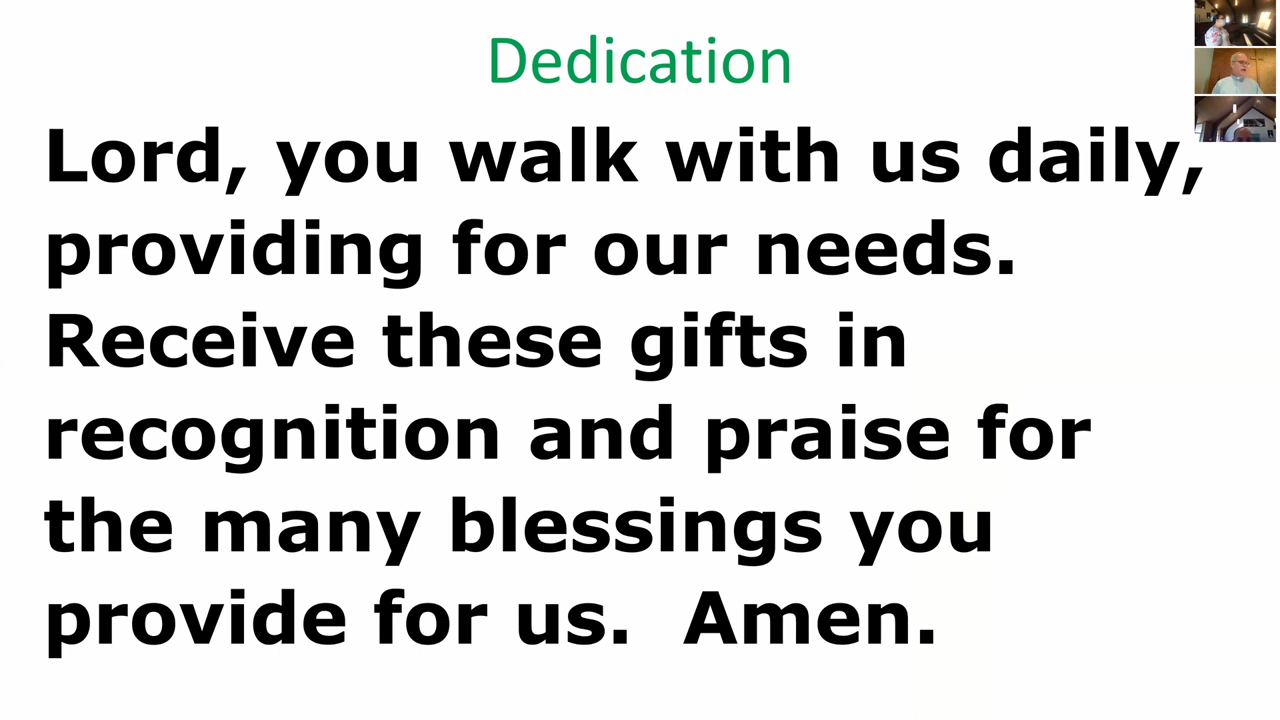 Dedication
Lord, you walk with us daily,
providing for our needs.
Receive these gifts in
recognition and praise for
the many blessings you
provide for us.  Amen.